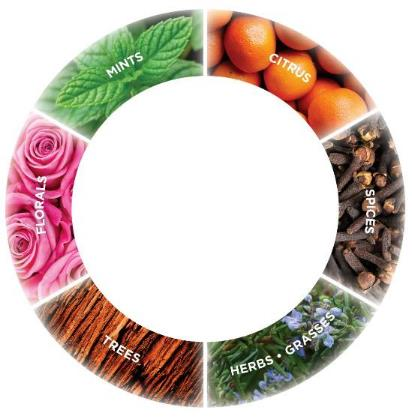 MINTS
CITRUS
SPICES
HERBS • GRASSES
TREES
FLORALS